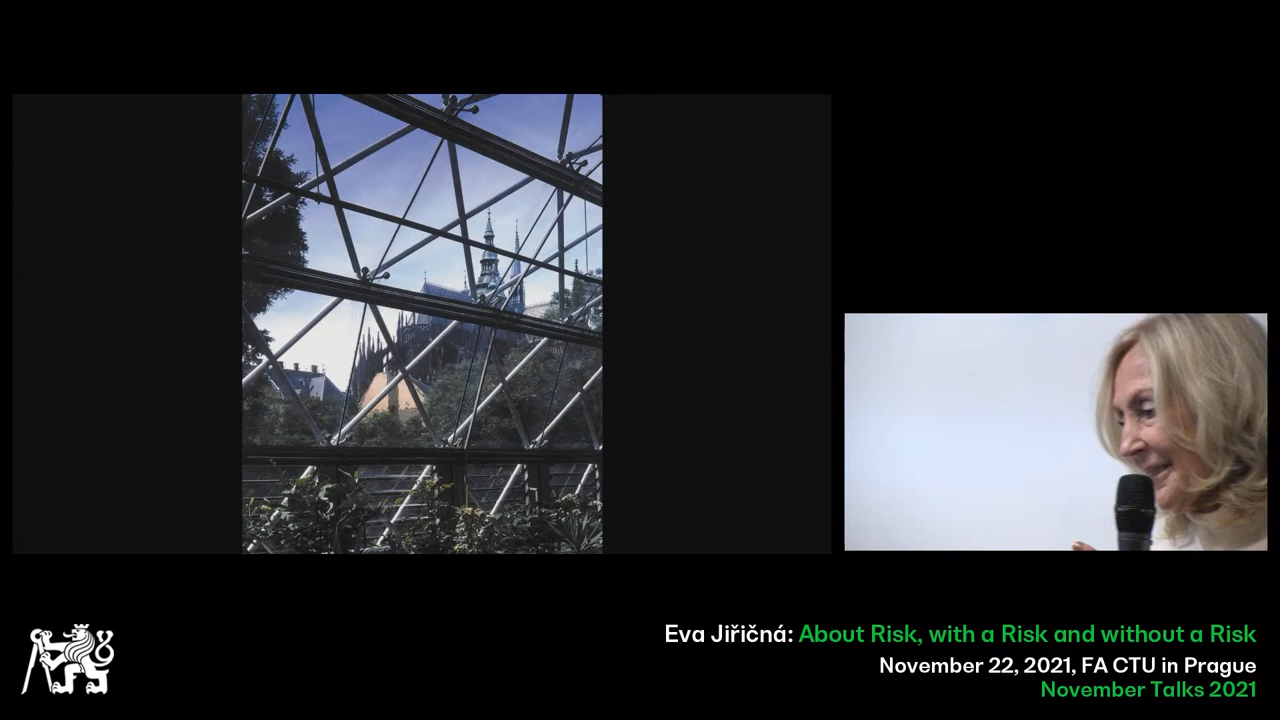 Eva Jiřičná: About Risk, with a Risk and without a Risk
November 22, 2021, FA CTU in Prague
November Talks 2021